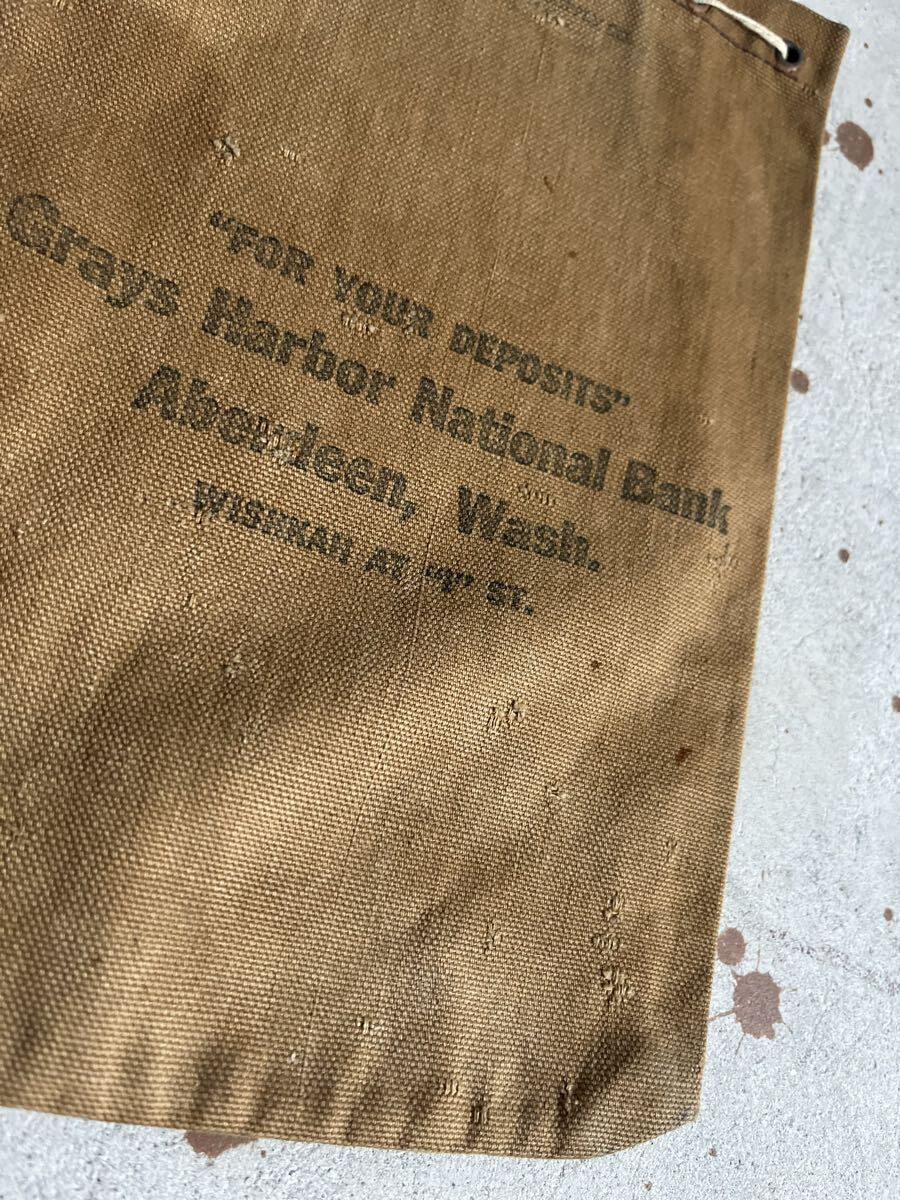 "FOR YOUR DEPOSITS"
Grays Harbor National Bank
Aberdeen, Wash.
WISHKAH AT "I" ST.